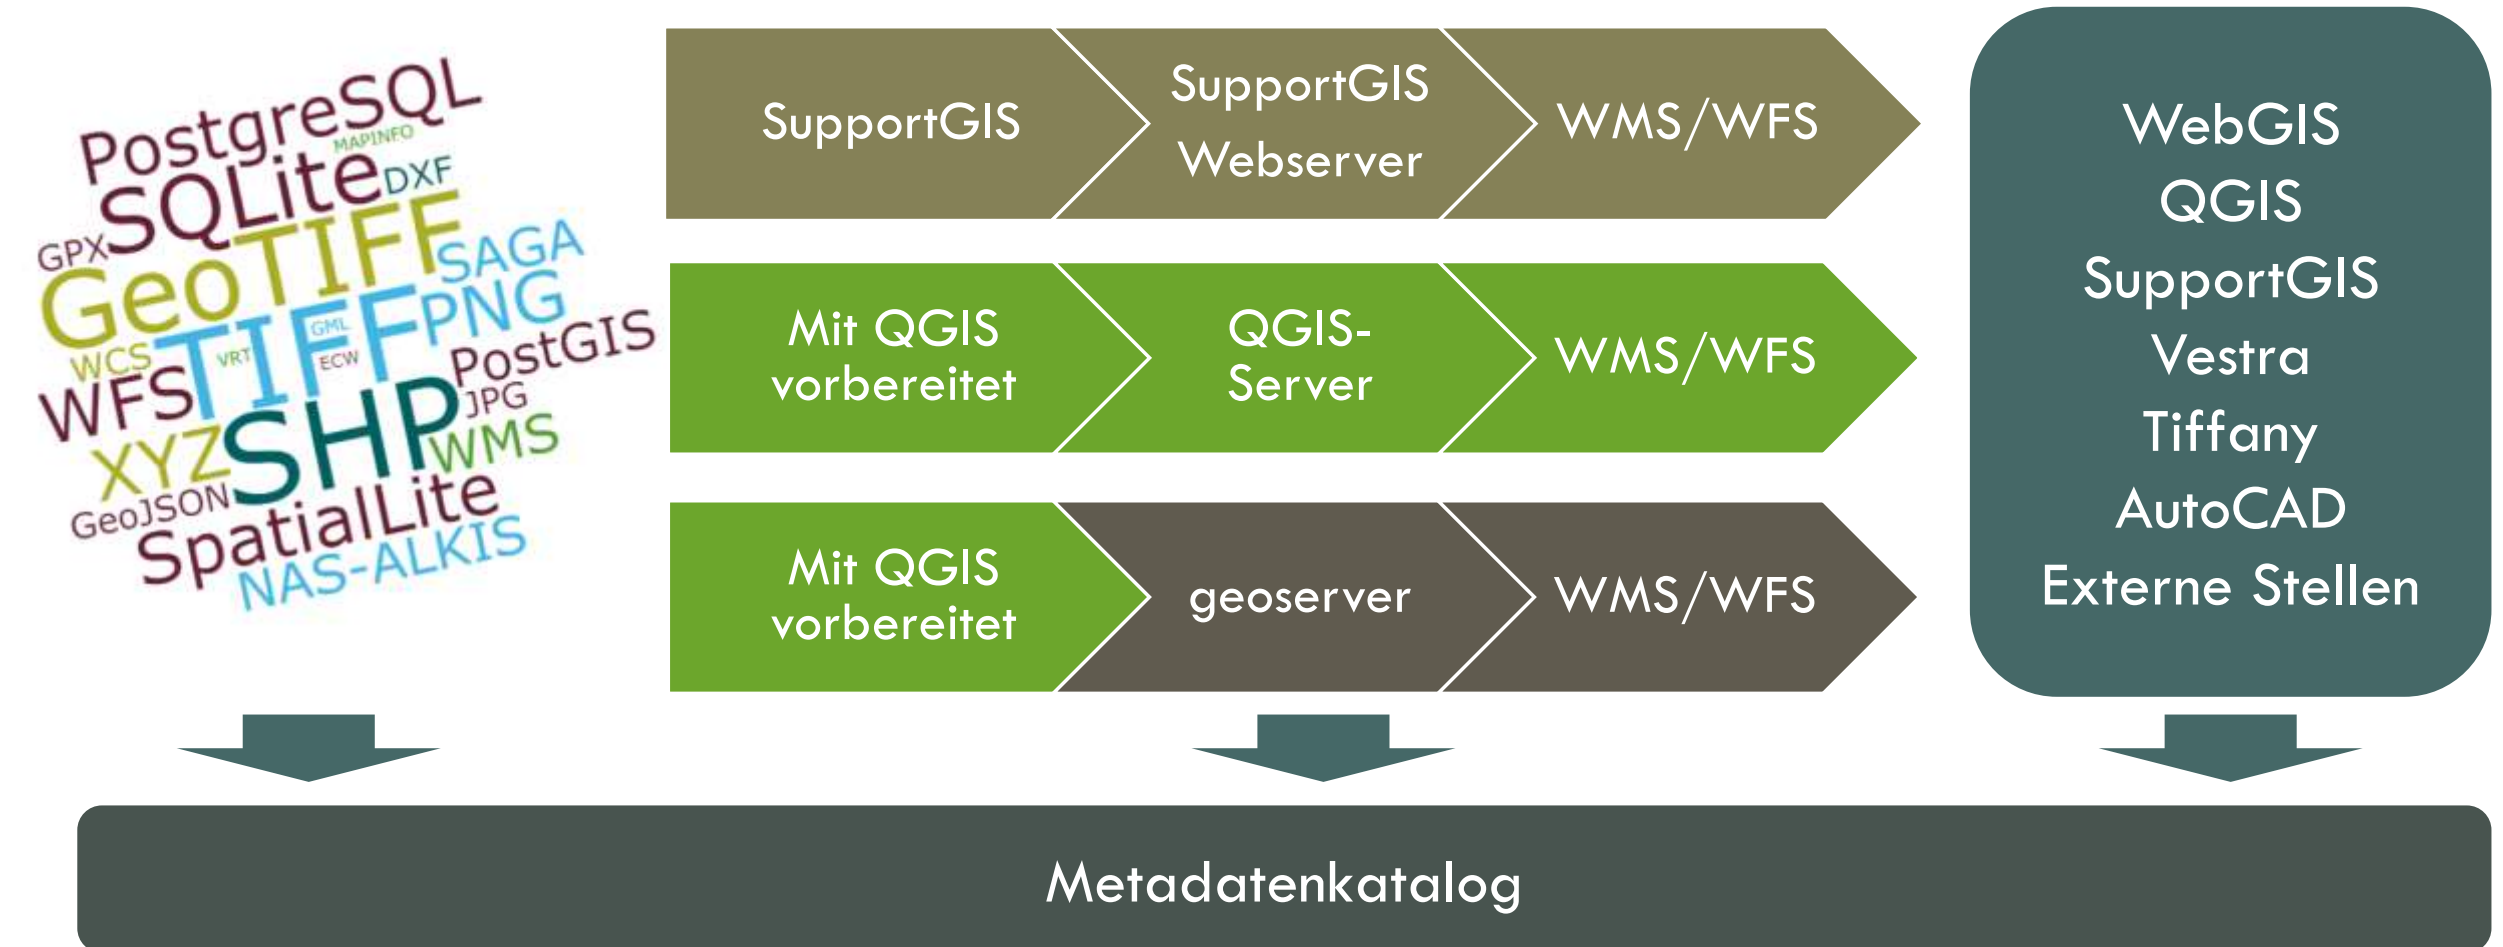 PostgreSQL
MAPINFO
SQLite
DXF
GPX
GeoTIFF
SAGA
TIFF
GML
PNG
WCS
VRT
ECW
PostGIS
WFS
JPG
SHP
XYZ
WMS
GeoJSON
SpatialLite
NAS-ALKIS
SupportGIS
SupportGIS
Webserver
WMS/WFS
Mit QGIS
vorbereitet
QGIS-
Server
WMS/WFS
Mit QGIS
vorbereitet
geoserver
WMS/WFS
WebGIS
QGIS
SupportGIS
Vestra
Tiffany
AutoCAD
Externe Stellen
Metadatenkatalog